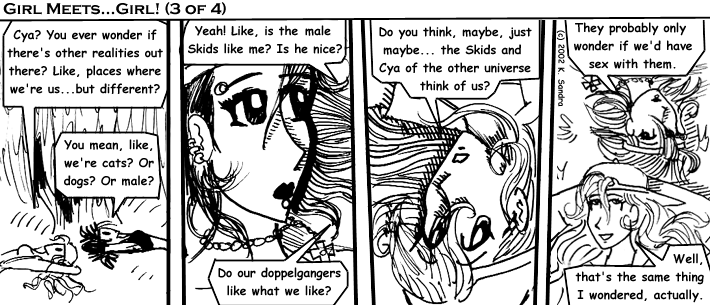 GIRL MEETS...GIRL! (3 OF 4)
Cya? You ever wonder if
there's other realities out
there? Like, places where
we're us...but different?
You mean, like,
we're cats? Or
dogs? Or male?
Yeah! Like, is the male
Skids like me? Is he nice?
Do our doppelgangers
like what we like?
Do you think, maybe, just
maybe... the Skids and
Cya of the other universe
think of us?
They probably only
wonder if we'd have
sex with them.
Well,
that's the same thing
I wondered, actually.
(c) 2002 K. Sandra